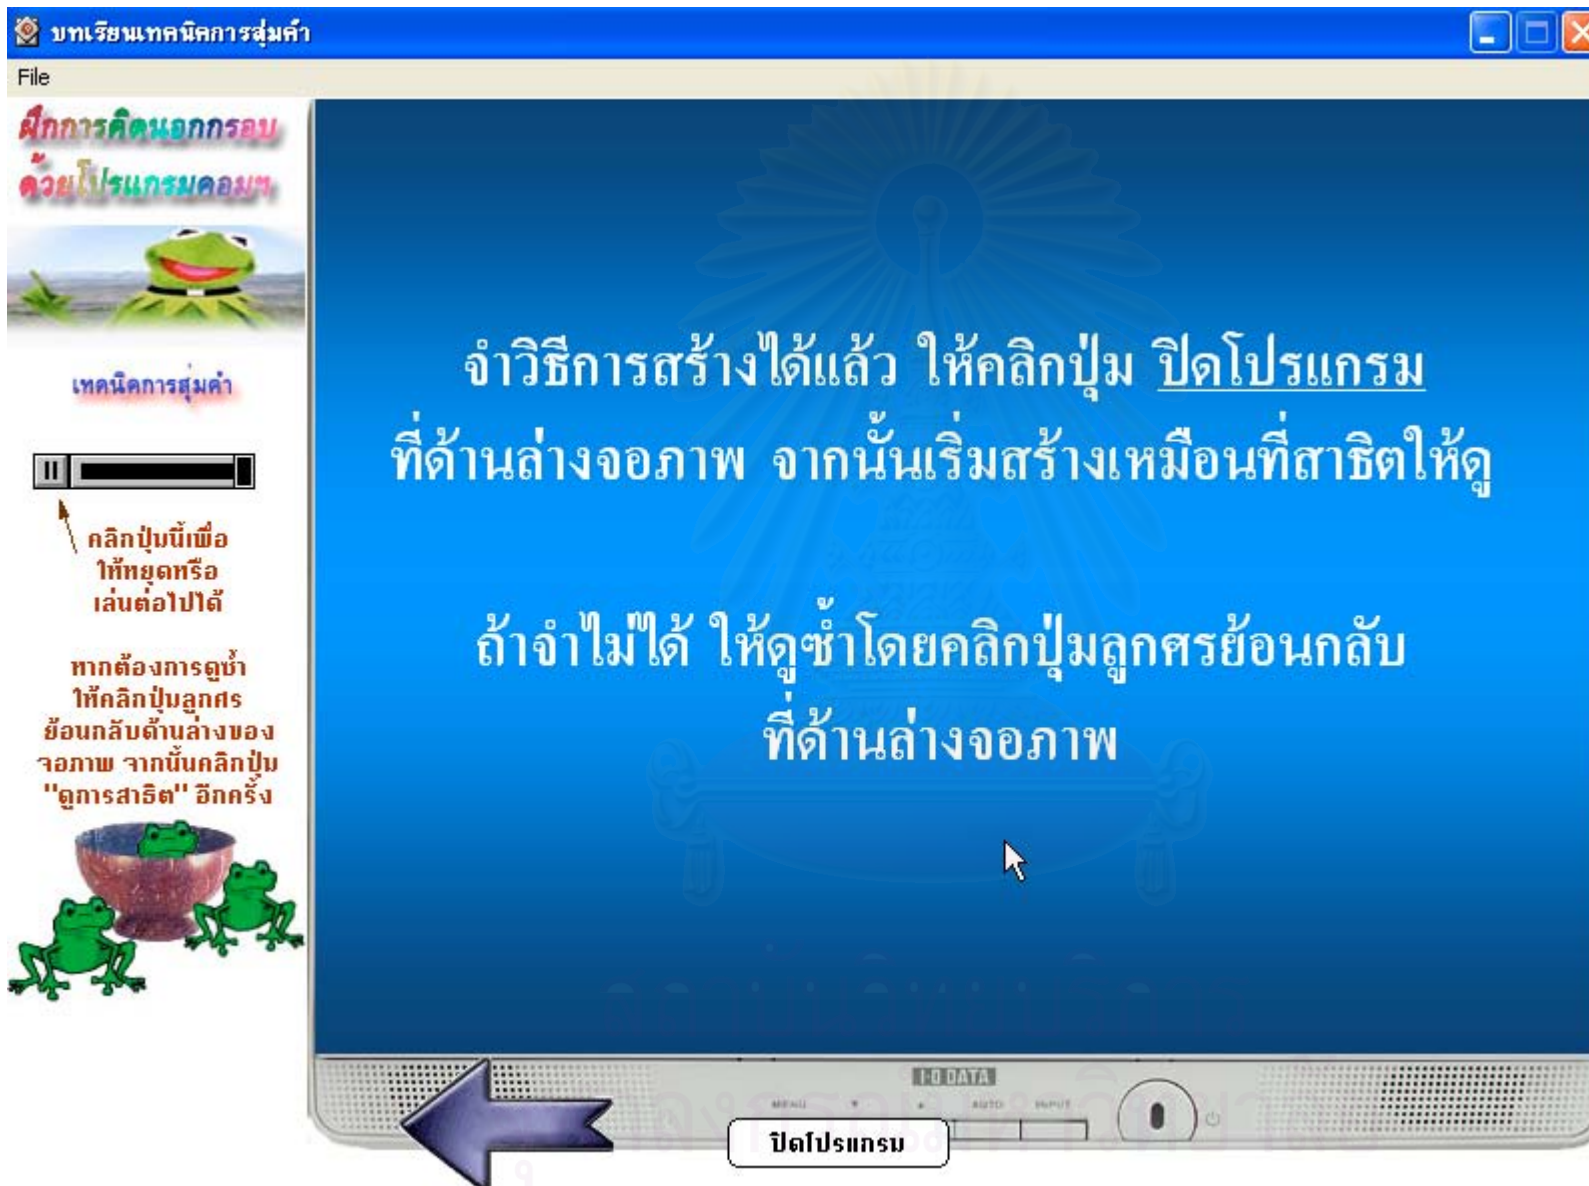 บทเรียนเทคนิคการสุ่มคำ
File
ฝึกการคิดนอกกรอบ
ด้วยโปรแกรมคอมฯ
เทคนิคการสุ่มคำ
คลิกปุ่มนี้เพื่อ
ให้หยุดหรือ
เล่นต่อไปได้
หากต้องการดูซ้ำ
ให้คลิกปุ่มลูกศร
ย้อนกลับด้านล่างของ
จอภาพ จากนั้นคลิกปุ่ม
"ดูการสาธิต" อีกครั้ง
จำวิธีการสร้างได้แล้ว ให้คลิกปุ่ม ปิดโปรแกรม
ที่ด้านล่างจอภาพ จากนั้นเริ่มสร้างเหมือนที่สาธิตให้ดู
ถ้าจำไม่ได้ ให้ดูซ้ำโดยคลิกปุ่มลูกศรย้อนกลับ
ที่ด้านล่างจอภาพ
I-O DATA
MENU AUTO INPUT
ปิดโปรแกรม